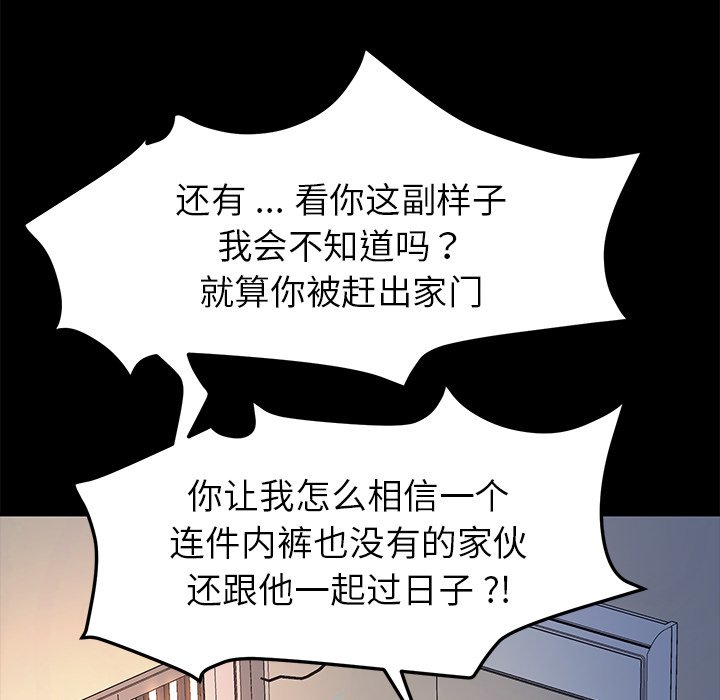 还有 ... 看你这副样子
我会不知道吗？
就算你被赶出家门
你让我怎么相信一个
连件内裤也没有的家伙
还跟他一起过日子 ?!